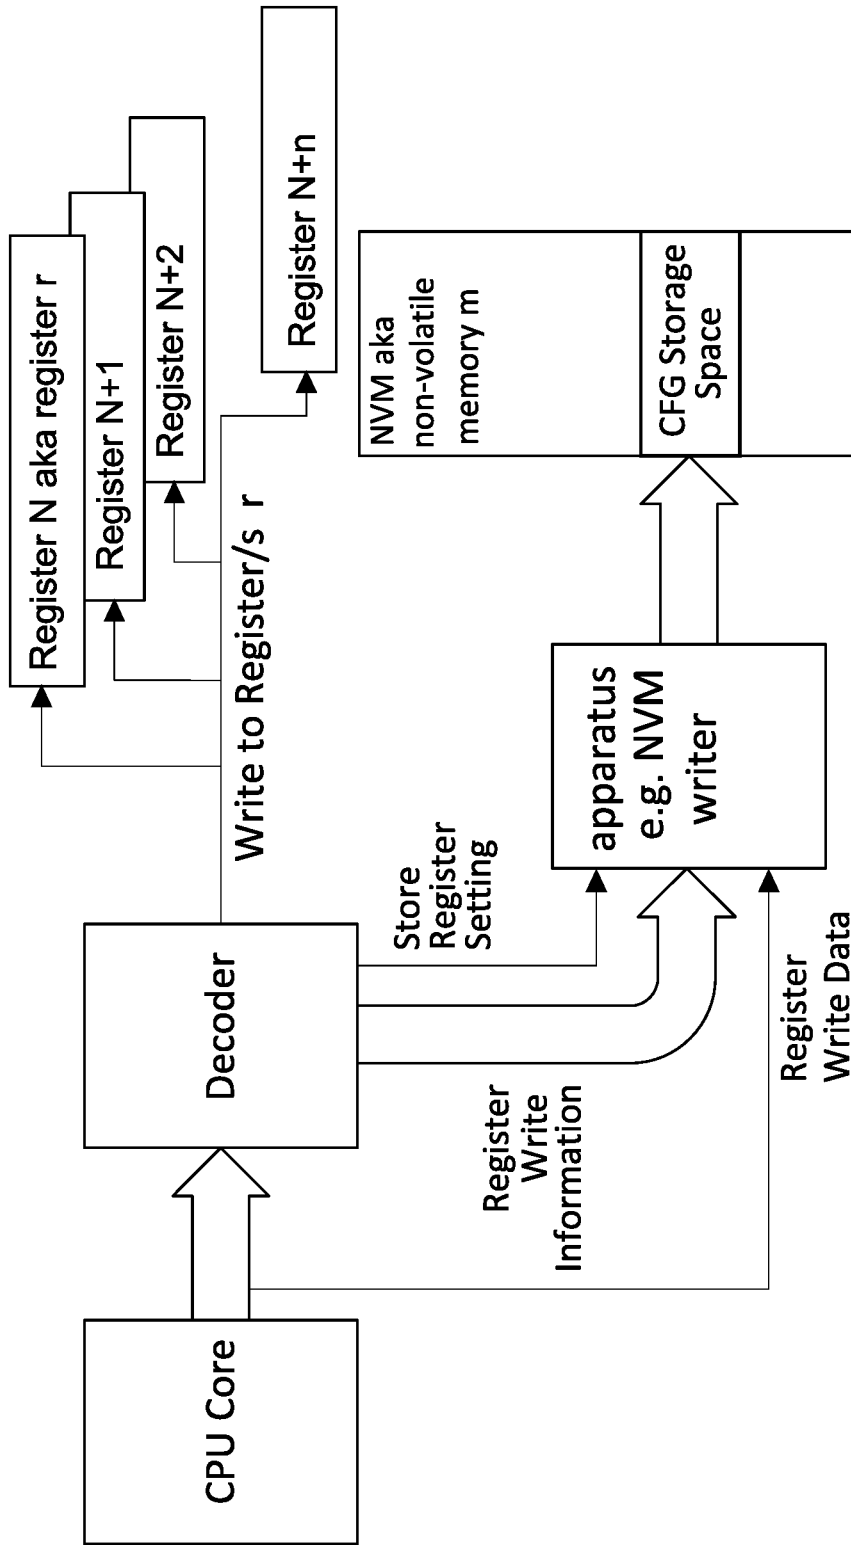 CPU Core
Decoder
Write to Register/s r
Register N aka register r
Register N+1
Register N+2
Register N+n
Store
Register
Setting
Register
Write
Information
Register
Write Data
apparatus
e.g. NVM
writer
NVM aka
non-volatile
memory m
CFG Storage
Space